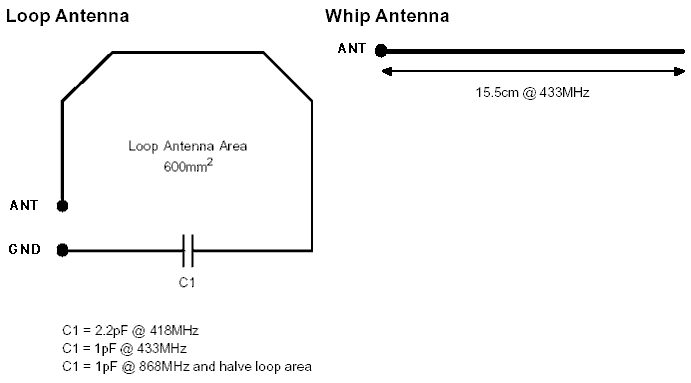 Loop Antenna
Whip Antenna
ANT
15.5cm @ 433MHz
Loop Antenna Area
600mm²
ANT
GND
C1
C1 = 2.2pF @ 418MHz
C1 = 1pF @ 433MHz
C1 = 1pF @ 868MHz and halve loop area